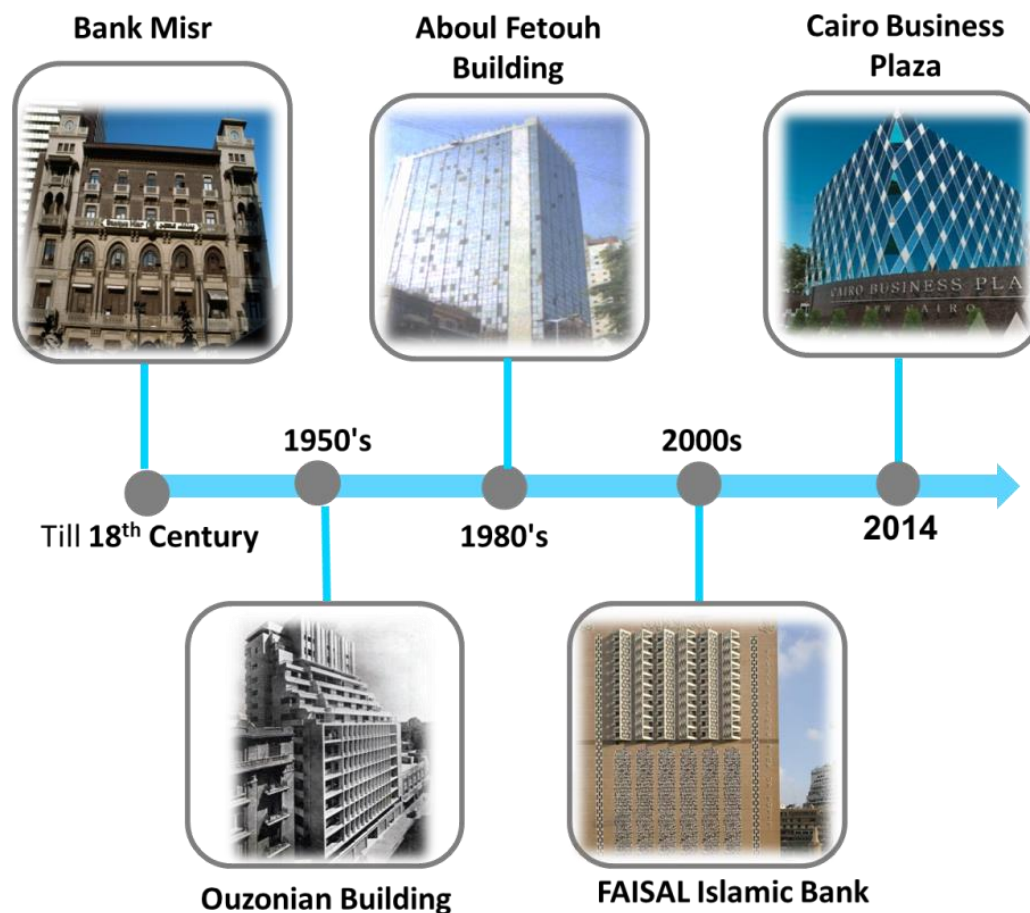 Bank Misr
Aboul Fetouh
Building
Cairo Business
Plaza
CAIRO BUSINESS PLA
CAIRO
1950's
2000s
Till 18th Century
1980's
2014
Ouzonian Building
FAISAL Islamic Bank